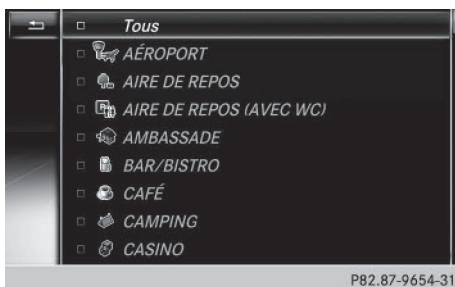 Tous
AÉROPORT
AIRE DE REPOS
AIRE DE REPOS (AVEC WC)
AMBASSADE
BAR/BISTRO
CAFÉ
CAMPING
CASINO
P82.87-9654-31